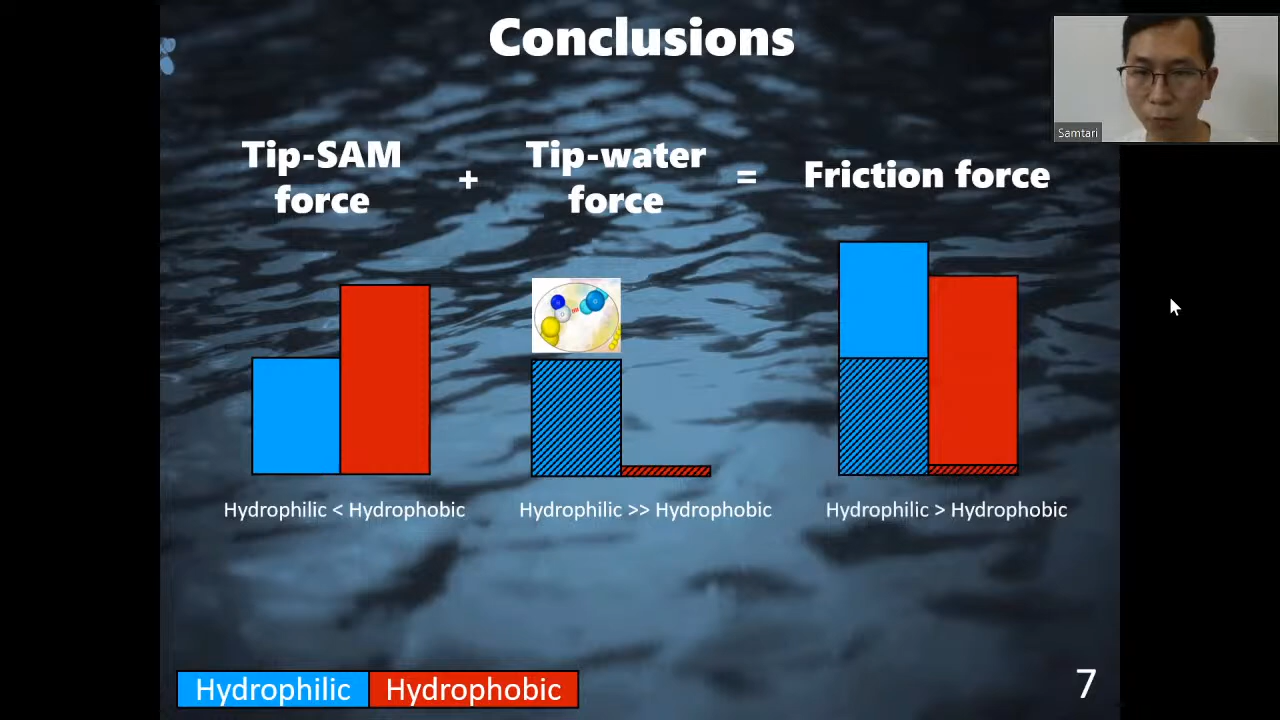 Conclusions
Samtari
Tip-SAM
force
+
Tip-water
force
=
Friction force
Hydrophilic < Hydrophobic
Hydrophilic >> Hydrophobic
Hydrophilic > Hydrophobic
Hydrophilic
Hydrophobic
7